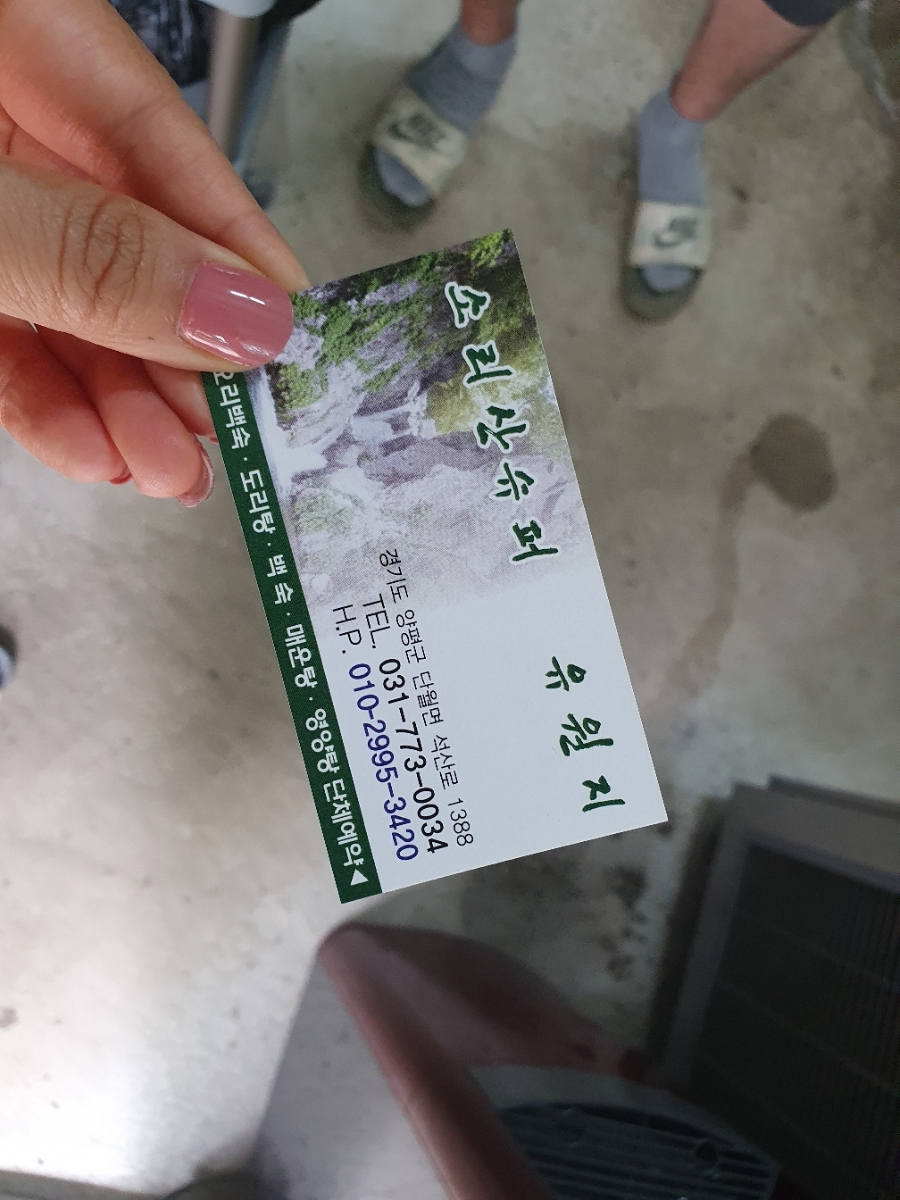 소리산슈퍼 유원지
경기도 양평군 단월면 석산로 1388
TEL. 031-773-0034
H.P. 010-2995-3420
오리백숙 · 도리탕 · 백숙 · 매운탕 · 영양탕 단체예약◀